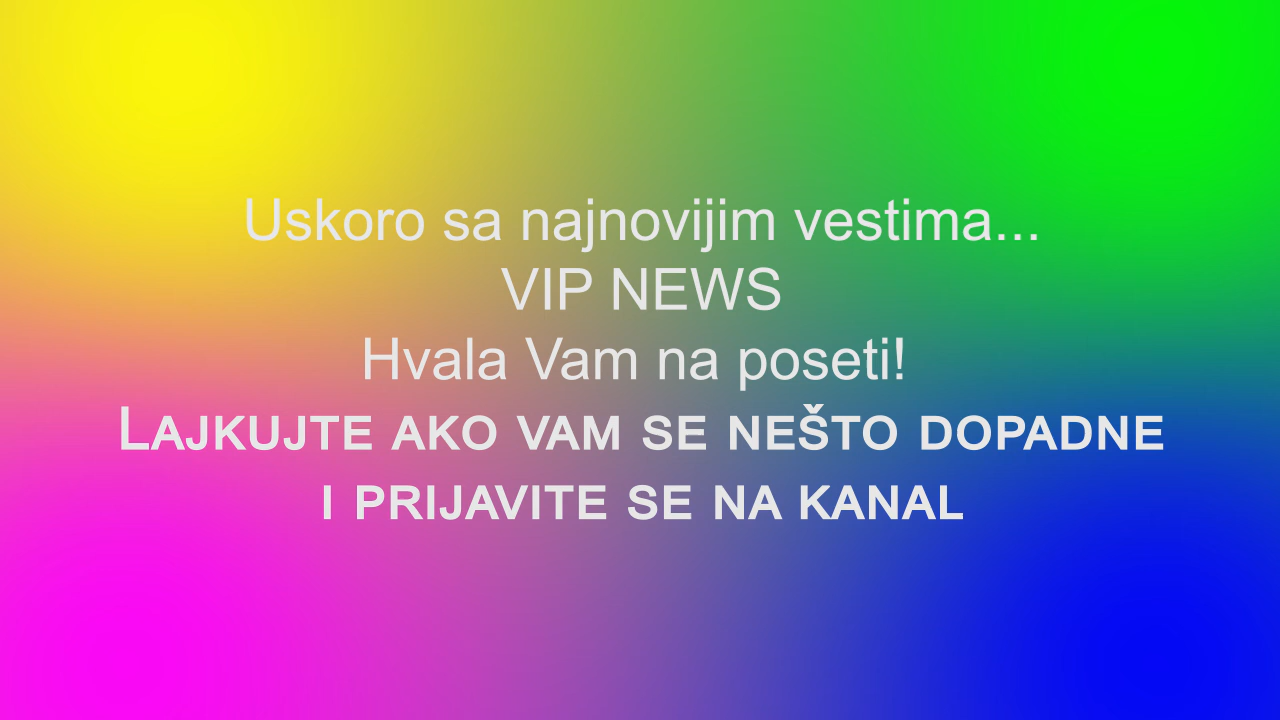 Uskoro sa najnovijim vestima...
VIP NEWS
Hvala Vam na poseti!
LAJKUJTE AKO VAM SE NEŠTO DOPADNE
I PRIJAVITE SE NA KANAL